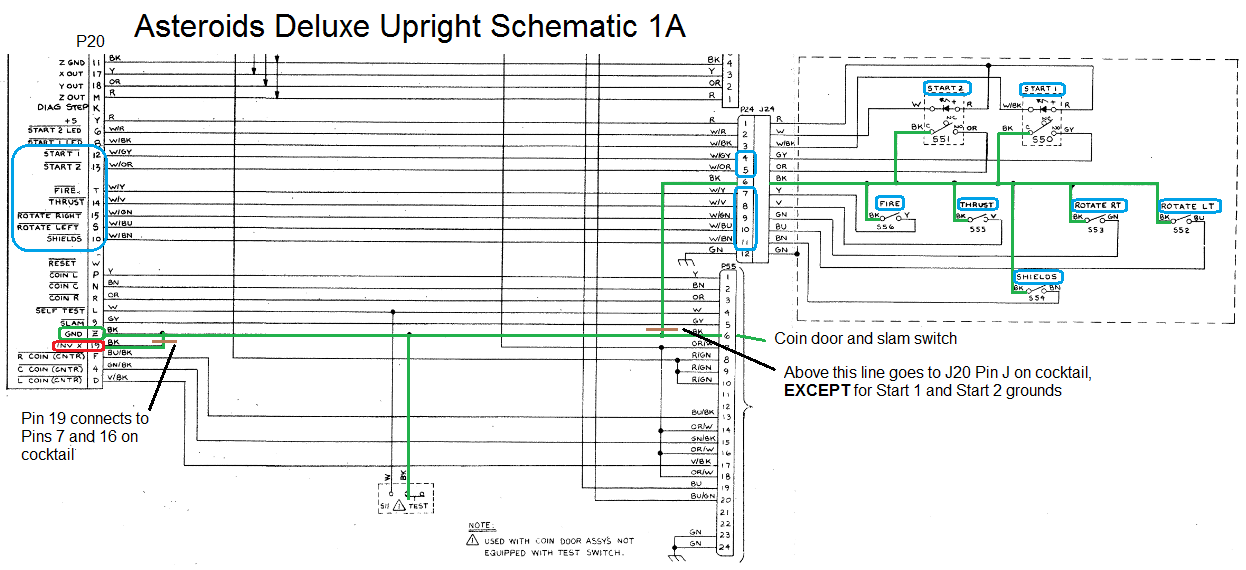 Asteroids Deluxe Upright Schematic 1A
P20
Z GND 11 BK
X OUT 17 Y
Y OUT 18 OR
Z OUT M R
DIAG STEP K
+5 Y R
START 2 LED 6 W/R
START 1 LED 8 W/BK
START 1 12 W/GY
START 2 13 W/OR
FIRE T W/Y
THRUST 14 W/V
ROTATE RIGHT 15 W/GN
ROTATE LEFT S W/BU
SHIELDS 10 W/BN
RESET W
COIN L P Y
COIN C N BN
COIN R R OR
SELF TEST L W
SLAM 9 GY
GND Z BK
INV X 19 BK
R COIN (CNTR) F BU/BK
C COIN (CNTR) 4 GN/BK
L COIN (CNTR) D V/BK
BK 4
Y 3
OR 2
R 1
P24 J24
1 R
W/R 2 W
W/BK 3 R
W/GY 4 GY
W/OR 5 OR
BK 6 BK
W/Y 7 Y
W/V 8 V
W/GN 9 GN
W/BU 10 BU
W/BN 11 BN
GN 12 GN
START 2
W R
BK C NC NO OR
S51
START 1
W/BK R
BK C NC NO GY
S50
FIRE
BK Y
S56
THRUST
BK V
S55
ROTATE RT
BK GN
S53
ROTATE LT
BK BU
S52
SHIELDS
BK BN
S54
P55
Y 1
BN 2
OR 3
W 4
GY 5
BK 6
OR/W 7
R/GN 8
R/GN 9
R/GN 10
11
12
BU/BK 13
OR/W 14
GN/BK 15
OR/W 16
V/BK 17
OR/W 18
BU 19
BU/GN 20
21
22
GN 23
GN 24
Coin door and slam switch
Above this line goes to J20 Pin J on cocktail,
EXCEPT for Start 1 and Start 2 grounds
Pin 19 connects to
Pins 7 and 16 on
cocktail
W BK
S11 TEST
NOTE:
USED WITH COIN DOOR ASSYS NOT
EQUIPPED WITH TEST SWITCH.